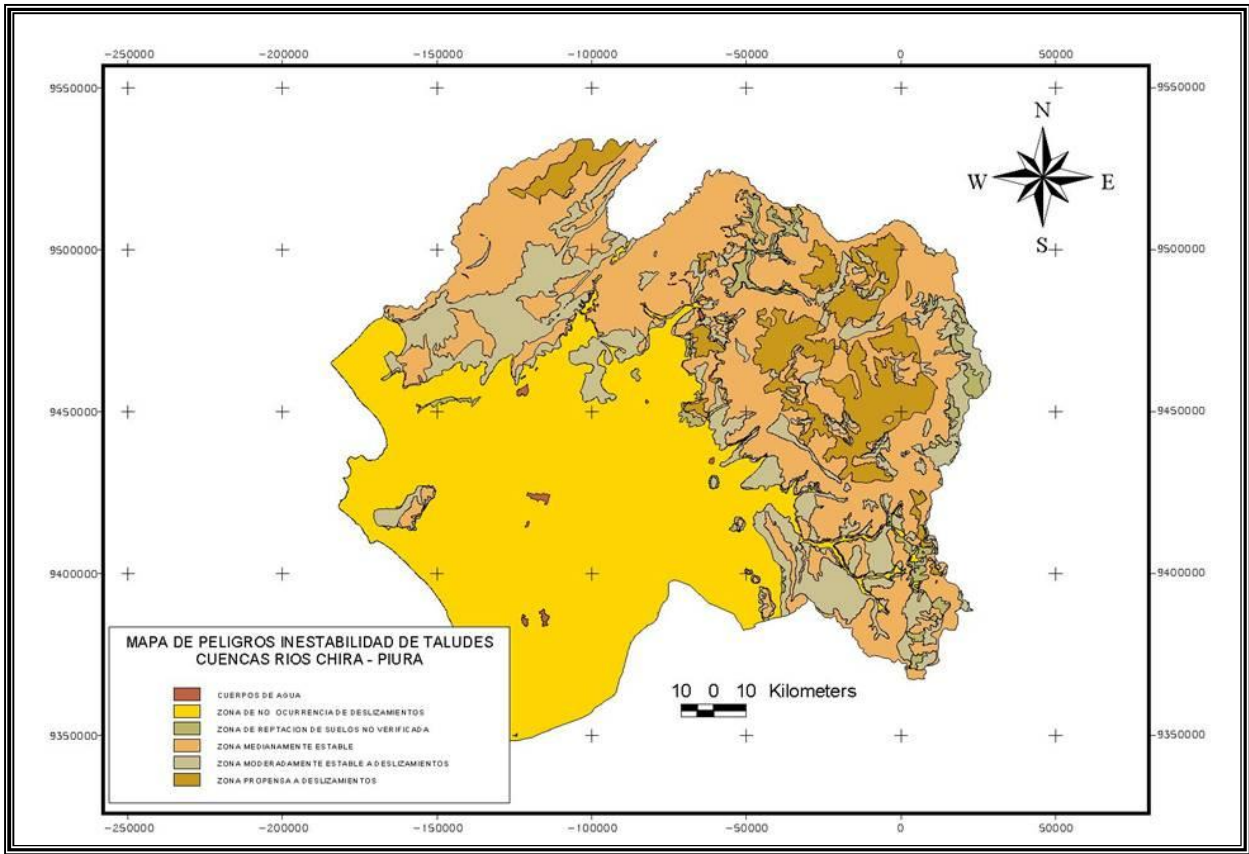 -250000 -200000 -150000 -100000 -50000 0 50000
9550000 9550000
N
W E
S
9500000 9500000
9450000 9450000
9400000 9400000
MAPA DE PELIGROS INESTABILIDAD DE TALUDES
CUENCAS RIOS CHIRA - PIURA
CUERPOS DE AGUA
ZONA DE NO OCURRENCIA DE DESLIZAMIENTOS
ZONA DE REPTACION DE SUELOS NO VERIFICADA
ZONA MEDIANAMENTE ESTABLE
ZONA MODERADAMENTE ESTABLE A DESLIZAMIENTOS
ZONA PROPENSA A DESLIZAMIENTOS
10 0 10 Kilometers
9350000 9350000
-250000 -200000 -150000 -100000 -50000 0 50000